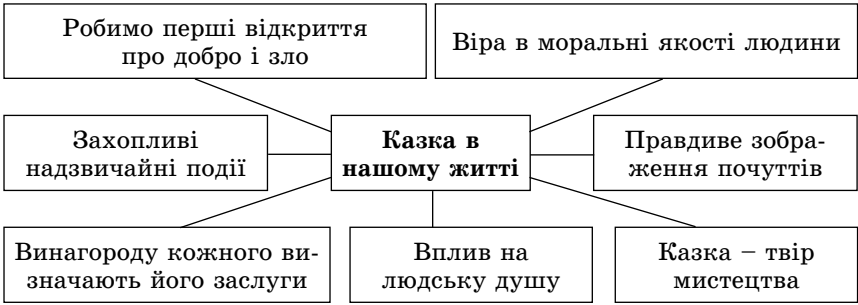 Робимо перші відкриття
про добро і зло
Віра в моральні якості людини
Захопливі
надзвичайні події
Казка в
нашому житті
Правдиве зобра-
ження почуттів
Винагороду кожного ви-
значають його заслуги
Вплив на
людську душу
Казка – твір
мистецтва